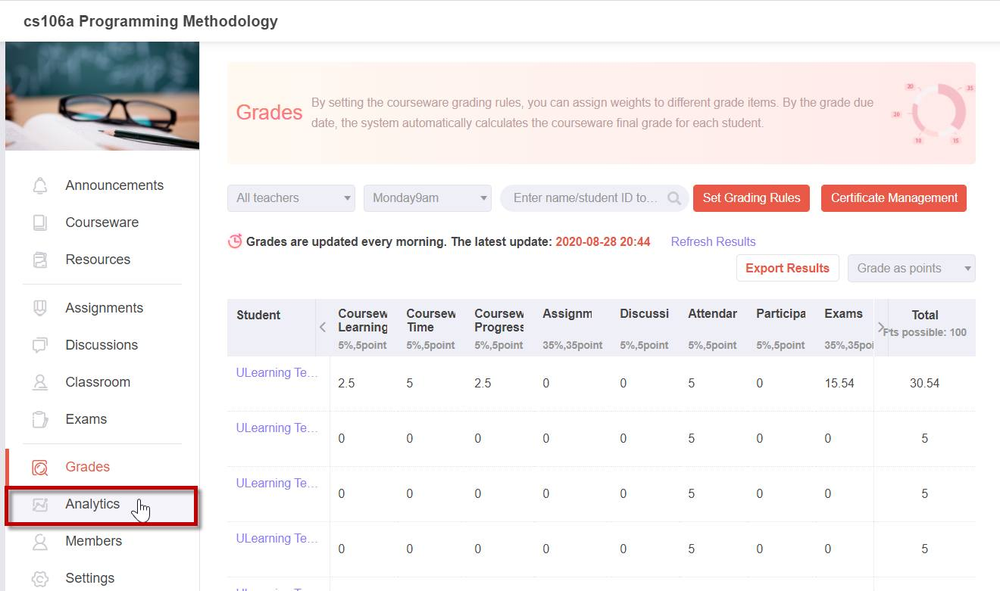 cs106a Programming Methodology
Announcements
Courseware
Resources
Assignments
Discussions
Classroom
Exams
Grades
Analytics
Members
Settings
Grades
By setting the courseware grading rules, you can assign weights to different grade items. By the grade due
date, the system automatically calculates the courseware final grade for each student.
20 35
20
10 15
All teachers Monday9am Enter name/student ID to… Set Grading Rules Certificate Management
Grades are updated every morning. The latest update: 2020-08-28 20:44 Refresh Results
Export Results Grade as points
Student Coursew Coursew Coursew Assignm Discussi Attendar Participa Exams Total
Learning Time Progress
5%,5point 5%,5point 5%,5point 35%,35point 5%,5point 5%,5point 5%,5point 35%,35poi Pts possible: 100
ULearning Te… 2.5 5 2.5 0 0 5 0 15.54 30.54
ULearning Te… 0 0 0 0 0 5 0 0 5
ULearning Te… 0 0 0 0 0 5 0 0 5
ULearning Te… 0 0 0 0 0 5 0 0 5